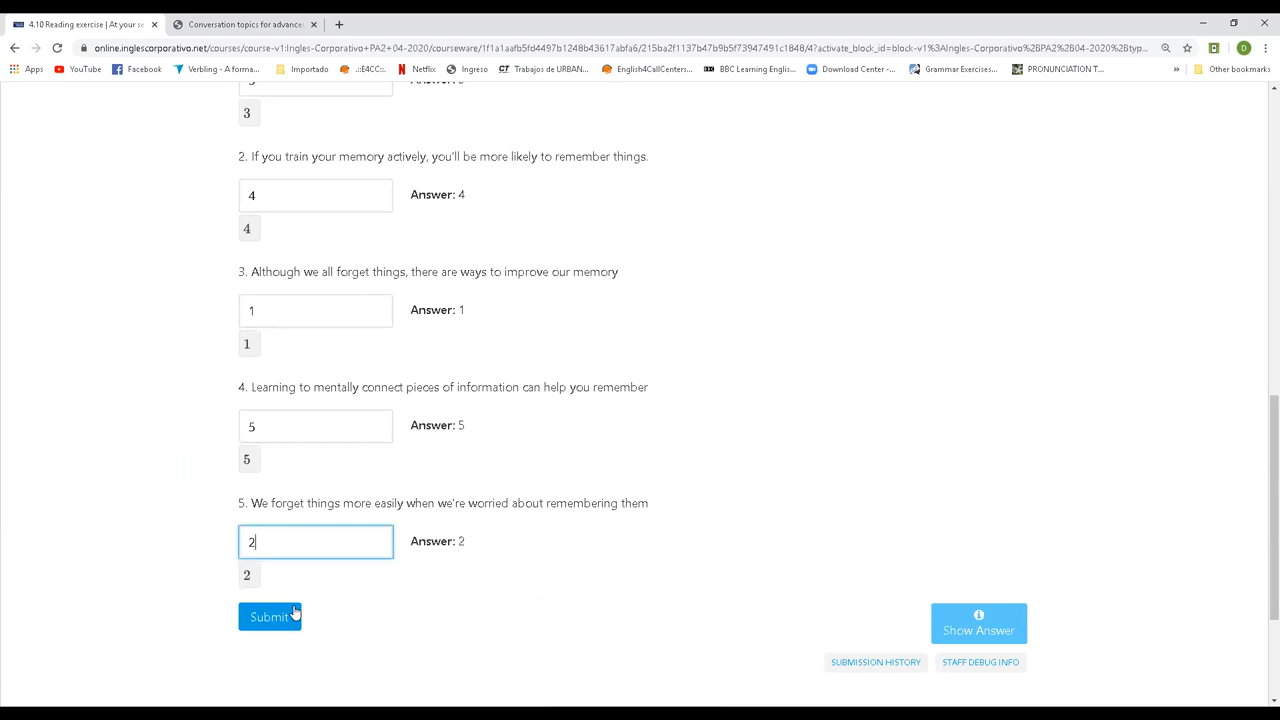 4.10 Reading exercise | At your se
Conversation topics for advance
online.inglescorporativo.net/courses/course-v1:Ingles-Corporativo+PA2+04-2020/courseware/1f1a1aafb5fd4497b1248b43617abfa6/215ba2f1137b47b9b5f73947491c1848/4?activate_block_id=block-v1%3AIngles-Corporativo%2BPA2%2B04-2020%2Btyp...
D
Apps YouTube Facebook Verbling - A forma... Importado .::E4CC::. Netflix Ingreso CT Trabajos de URBAN... English4CallCenters... BBC Learning Engli... Download Center -... Grammar Exercises... PRONUNCIATION T... » Other bookmarks
3
2. If you train your memory actively, you'll be more likely to remember things.
4 Answer: 4
4
3. Although we all forget things, there are ways to improve our memory
1 Answer: 1
1
4. Learning to mentally connect pieces of information can help you remember
5 Answer: 5
5
5. We forget things more easily when we're worried about remembering them
2 Answer: 2
2
Submit
Show Answer
SUBMISSION HISTORY STAFF DEBUG INFO